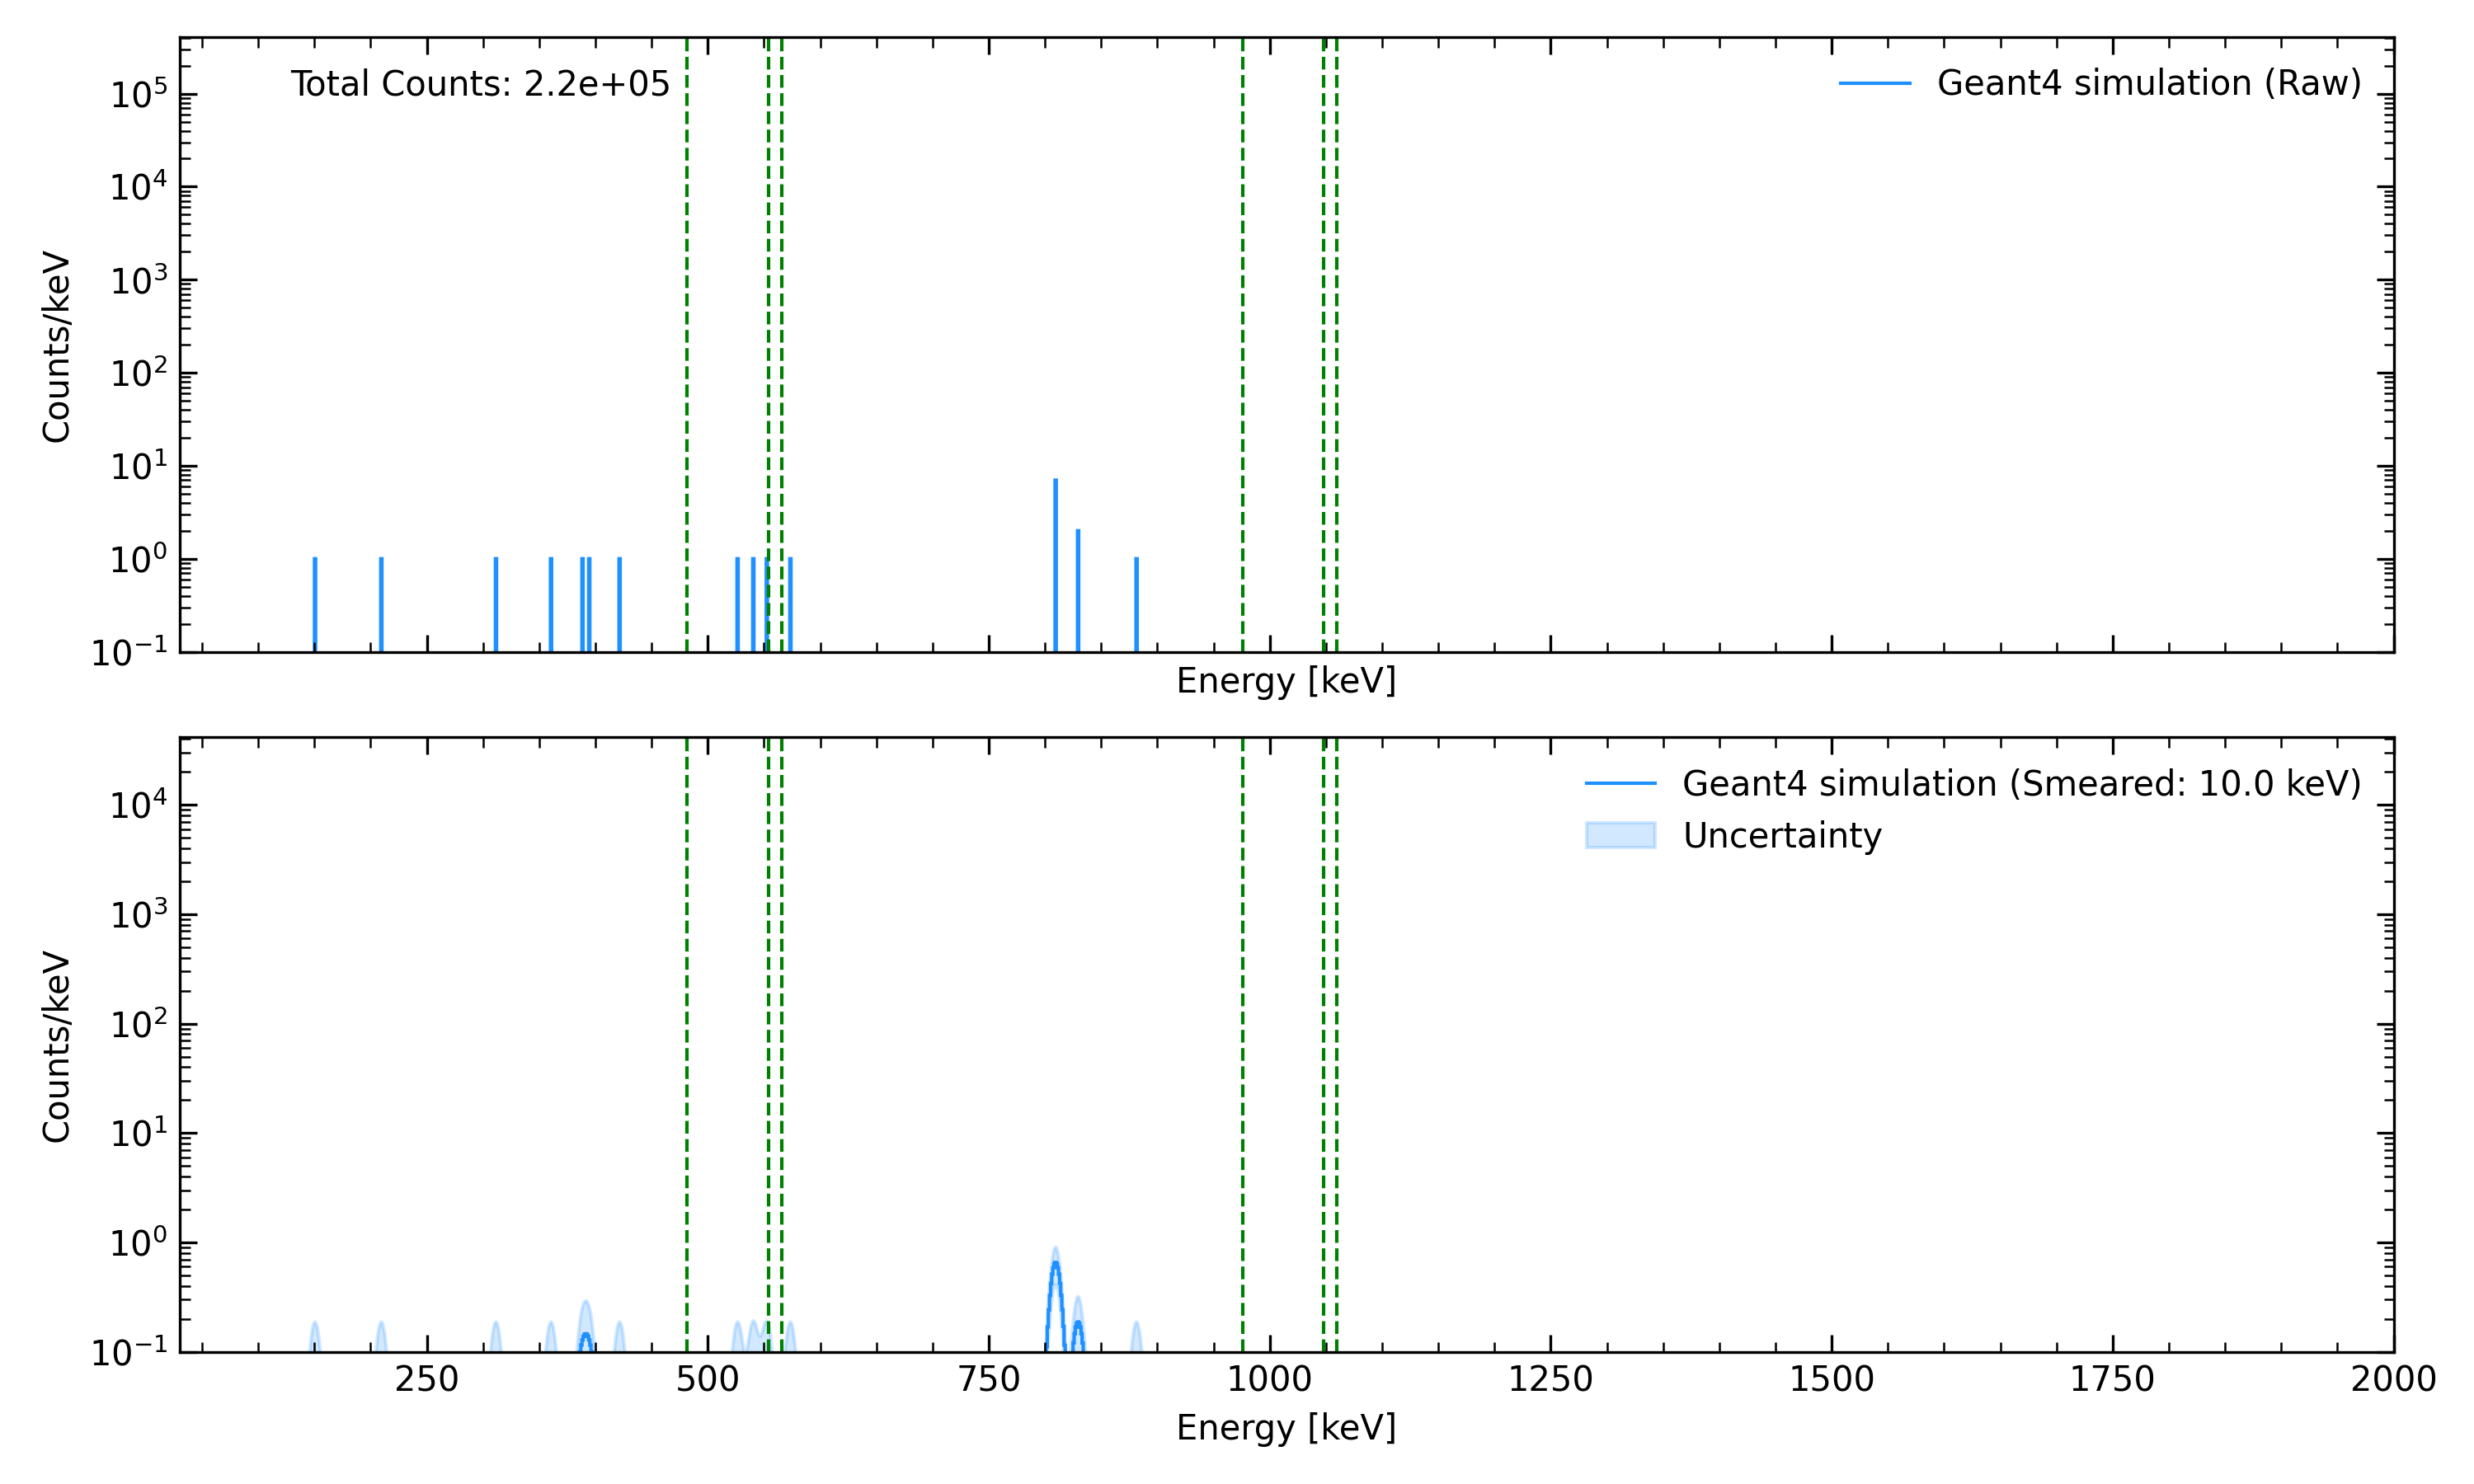 Total Counts: 2.2e+05
Geant4 simulation (Raw)
Counts/keV
10⁵
10⁴
10³
10²
10¹
10⁰
10⁻¹
Energy [keV]
Geant4 simulation (Smeared: 10.0 keV)
Uncertainty
Counts/keV
10⁴
10³
10²
10¹
10⁰
10⁻¹
250 500 750 1000 1250 1500 1750 2000
Energy [keV]